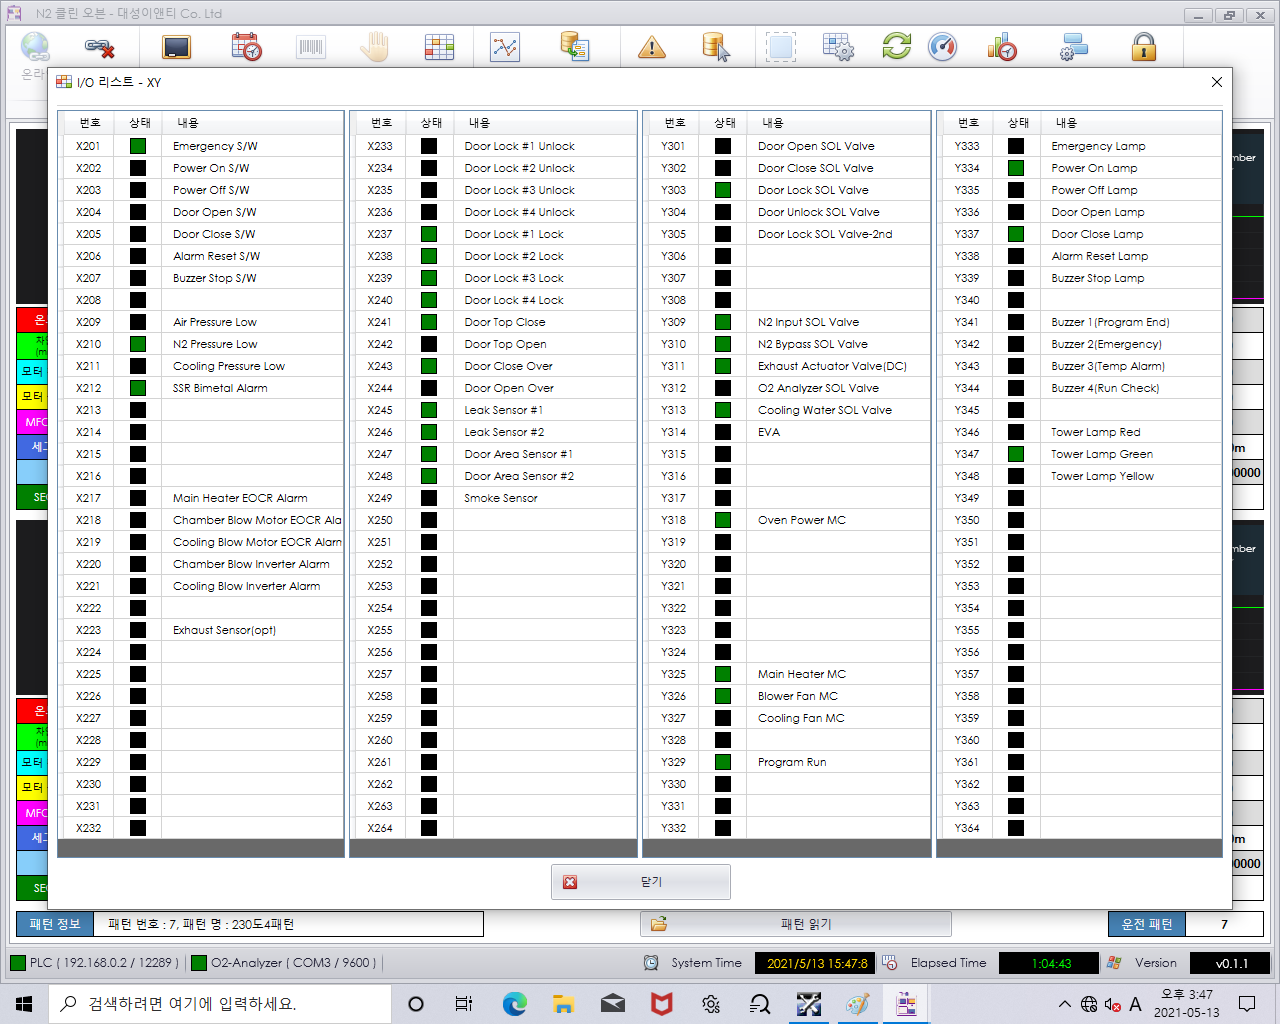 N2 클린 오븐 - 대성이앤티 Co. Ltd
온라
I/O 리스트 - XY
번호 상태 내용 번호 상태 내용 번호 상태 내용 번호 상태 내용
X201 Emergency S/W X233 Door Lock #1 Unlock Y301 Door Open SOL Valve Y333 Emergency Lamp
X202 Power On S/W X234 Door Lock #2 Unlock Y302 Door Close SOL Valve Y334 Power On Lamp
X203 Power Off S/W X235 Door Lock #3 Unlock Y303 Door Lock SOL Valve Y335 Power Off Lamp
X204 Door Open S/W X236 Door Lock #4 Unlock Y304 Door Unlock SOL Valve Y336 Door Open Lamp
X205 Door Close S/W X237 Door Lock #1 Lock Y305 Door Lock SOL Valve-2nd Y337 Door Close Lamp
X206 Alarm Reset S/W X238 Door Lock #2 Lock Y306 Y338 Alarm Reset Lamp
X207 Buzzer Stop S/W X239 Door Lock #3 Lock Y307 Y339 Buzzer Stop Lamp
X208 X240 Door Lock #4 Lock Y308 Y340
X209 Air Pressure Low X241 Door Top Close Y309 N2 Input SOL Valve Y341 Buzzer 1(Program End)
X210 N2 Pressure Low X242 Door Top Open Y310 N2 Bypass SOL Valve Y342 Buzzer 2(Emergency)
X211 Cooling Pressure Low X243 Door Close Over Y311 Exhaust Actuator Valve(DC) Y343 Buzzer 3(Temp Alarm)
X212 SSR Bimetal Alarm X244 Door Open Over Y312 O2 Analyzer SOL Valve Y344 Buzzer 4(Run Check)
X213 X245 Leak Sensor #1 Y313 Cooling Water SOL Valve Y345
X214 X246 Leak Sensor #2 Y314 EVA Y346 Tower Lamp Red
X215 X247 Door Area Sensor #1 Y315 Y347 Tower Lamp Green
X216 X248 Door Area Sensor #2 Y316 Y348 Tower Lamp Yellow
X217 Main Heater EOCR Alarm X249 Smoke Sensor Y317 Y349
X218 Chamber Blow Motor EOCR Ala X250 Y318 Oven Power MC Y350
X219 Cooling Blow Motor EOCR Alarn X251 Y319 Y351
X220 Chamber Blow Inverter Alarm X252 Y320 Y352
X221 Cooling Blow Inverter Alarm X253 Y321 Y353
X222 X254 Y322 Y354
X223 Exhaust Sensor(opt) X255 Y323 Y355
X224 X256 Y324 Y356
X225 X257 Y325 Main Heater MC Y357
X226 X258 Y326 Blower Fan MC Y358
X227 X259 Y327 Cooling Fan MC Y359
X228 X260 Y328 Y360
X229 X261 Y329 Program Run Y361
X230 X262 Y330 Y362
X231 X263 Y331 Y363
X232 X264 Y332 Y364
닫기
mber
모터
모터
MFC
세그
SEG
0m
00000
mber
모터
모터
MFC
세그
SEG
0m
00000
패턴 정보 패턴 번호 : 7, 패턴 명 : 230도4패턴 패턴 읽기 운전 패턴 7
PLC ( 192.168.0.2 / 12289 ) O2-Analyzer ( COM3 / 9600 ) System Time 2021/5/13 15:47:8 Elapsed Time 1:04:43 Version v0.1.1
검색하려면 여기에 입력하세요.
A
오후 3:47
2021-05-13